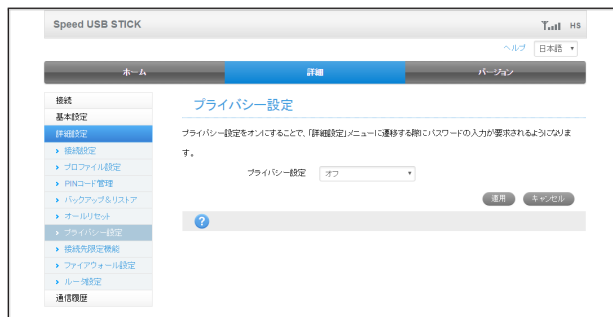 Speed USB STICK
HS
ヘルプ 日本語
ホーム 詳細 バージョン
接続
基本設定
詳細設定
接続設定
プロファイル設定
PINコード管理
バックアップ&リストア
オールリセット
プライバシー設定
接続先限定機能
ファイアウォール設定
ルータ設定
通信履歴
プライバシー設定
プライバシー設定をオンにすることで、「詳細設定」メニューに遷移する際にパスワードの入力が要求されるようになりま
す。
プライバシー設定 オフ
適用 キャンセル
?